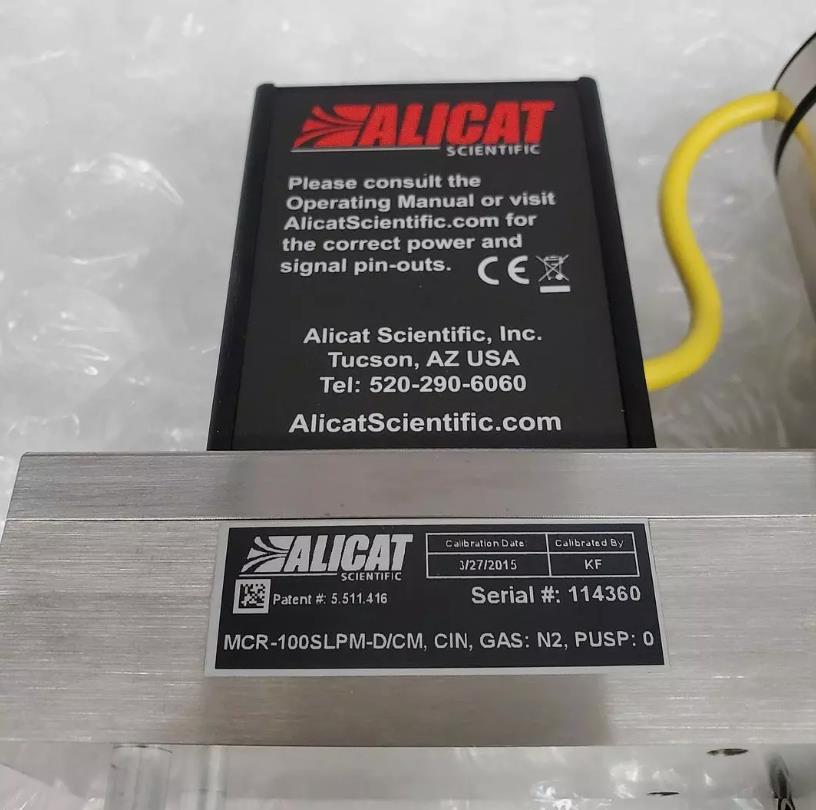 ALICAT
SCIENTIFIC
Please consult the
Operating Manual or visit
AlicatScientific.com for
the correct power and
signal pin-outs. CE
Alicat Scientific, Inc.
Tucson, AZ USA
Tel: 520-290-6060
AlicatScientific.com
ALICAT
SCIENTIFIC
Calibration Date: Calibrated By
3/27/2015 KF
Patent #: 5.511.416 Serial #: 114360
MCR-100SLPM-D/CM, CIN, GAS: N2, PUSP: 0